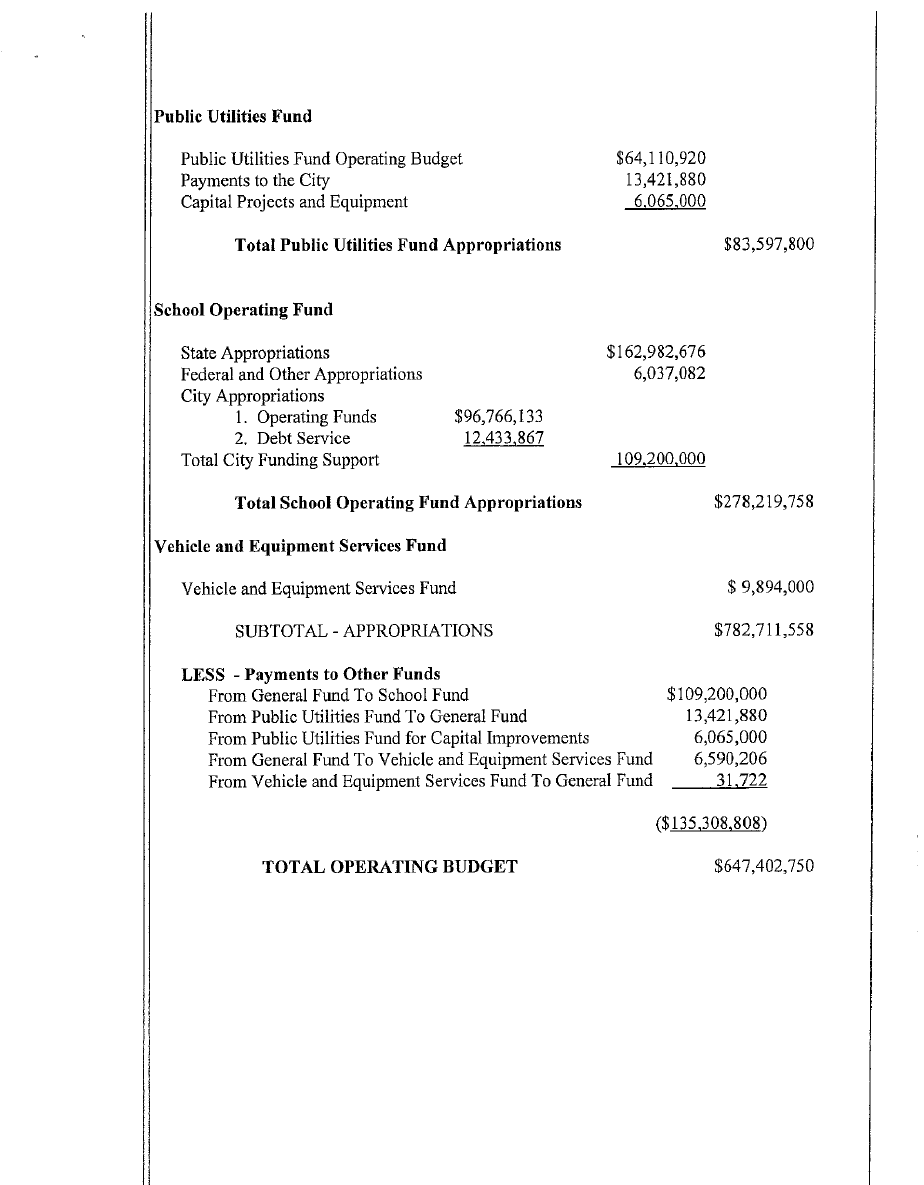 Public Utilities Fund
Public Utilities Fund Operating Budget $64,110,920
Payments to the City 13,421,880
Capital Projects and Equipment 6,065,000
Total Public Utilities Fund Appropriations $83,597,800
School Operating Fund
State Appropriations $162,982,676
Federal and Other Appropriations 6,037,082
City Appropriations
1. Operating Funds $96,766,133
2. Debt Service 12,433,867
Total City Funding Support 109,200,000
Total School Operating Fund Appropriations $278,219,758
Vehicle and Equipment Services Fund
Vehicle and Equipment Services Fund $ 9,894,000
SUBTOTAL - APPROPRIATIONS $782,711,558
LESS - Payments to Other Funds
From General Fund To School Fund $109,200,000
From Public Utilities Fund To General Fund 13,421,880
From Public Utilities Fund for Capital Improvements 6,065,000
From General Fund To Vehicle and Equipment Services Fund 6,590,206
From Vehicle and Equipment Services Fund To General Fund 31,722
($135,308,808)
TOTAL OPERATING BUDGET $647,402,750